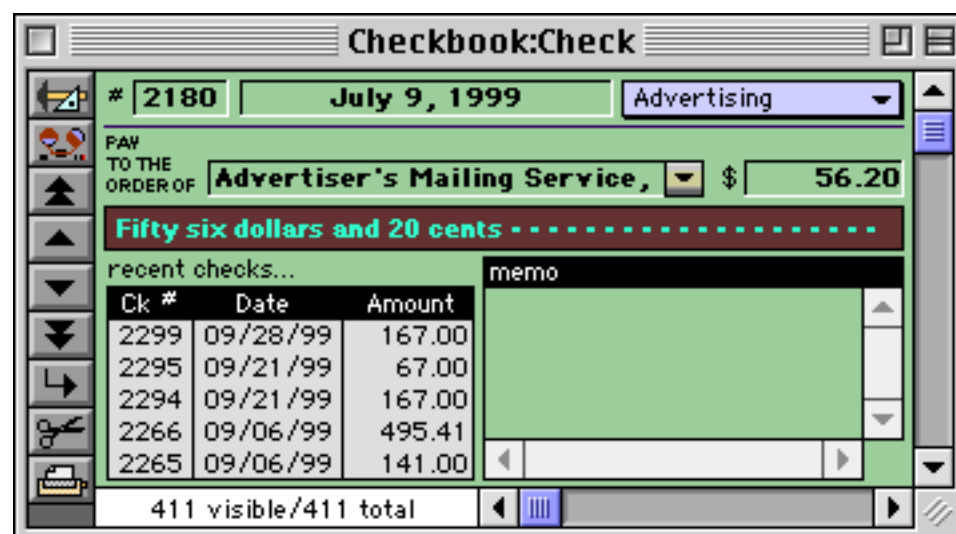 Checkbook:Check
# 2180 July 9, 1999 Advertising
PAY
TO THE
ORDER OF Advertiser's Mailing Service, $ 56.20
Fifty six dollars and 20 cents - - - - - - - - - - - - - - - - - - - -
recent checks... memo
Ck # Date Amount
2299 09/28/99 167.00
2295 09/21/99 67.00
2294 09/21/99 167.00
2266 09/06/99 495.41
2265 09/06/99 141.00
411 visible/411 total